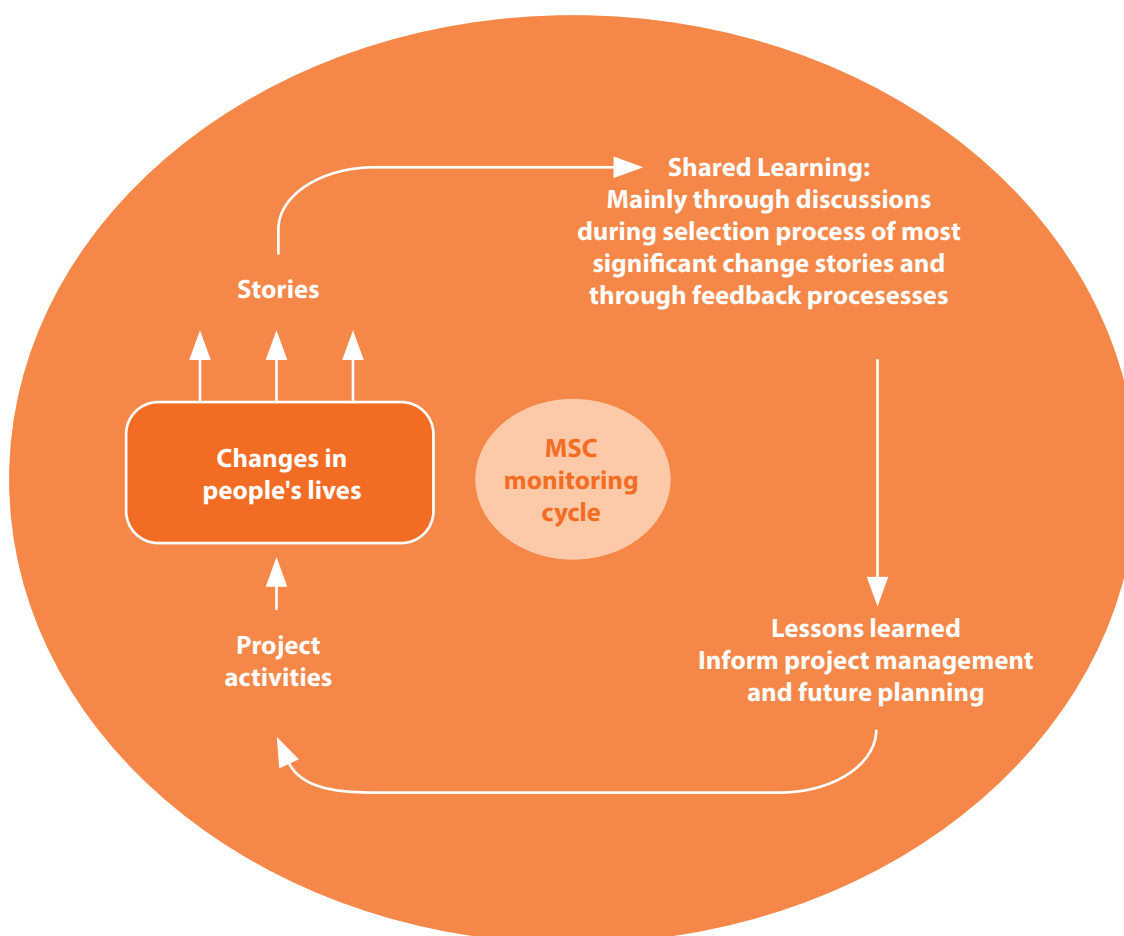 Shared Learning:
Mainly through discussions
during selection process of most
significant change stories and
through feedback procesesses
Stories
Changes in
people's lives
MSC
monitoring
cycle
Project
activities
Lessons learned
Inform project management
and future planning